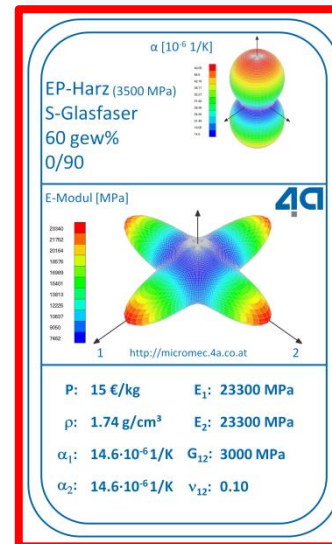 α [10⁻⁶ 1/K]
EP-Harz (3500 MPa)
S-Glasfaser
60 gew%
0/90
E-Modul [MPa]
4a
23340
21762
20164
18579
16989
15401
13813
12225
10637
9050
7462
1 http://micromec.4a.co.at 2
P: 15 €/kg E₁: 23300 MPa
ρ: 1.74 g/cm³ E₂: 23300 MPa
α₁: 14.6·10⁻⁶ 1/K G₁₂: 3000 MPa
α₂: 14.6·10⁻⁶ 1/K ν₁₂: 0.10